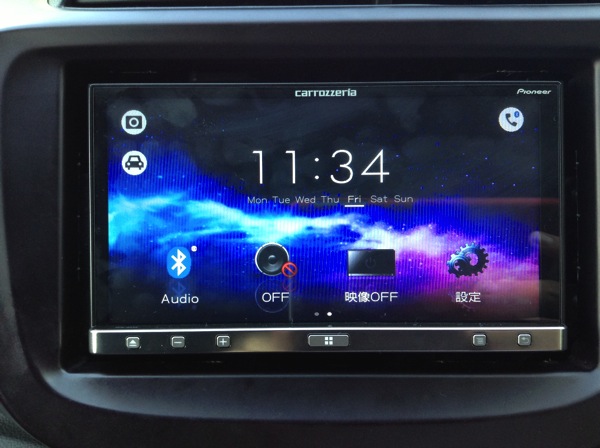 carrozzeria
Pioneer
11:34
Mon Tue Wed Thu Fri Sat Sun
Audio
OFF
映像OFF
設定